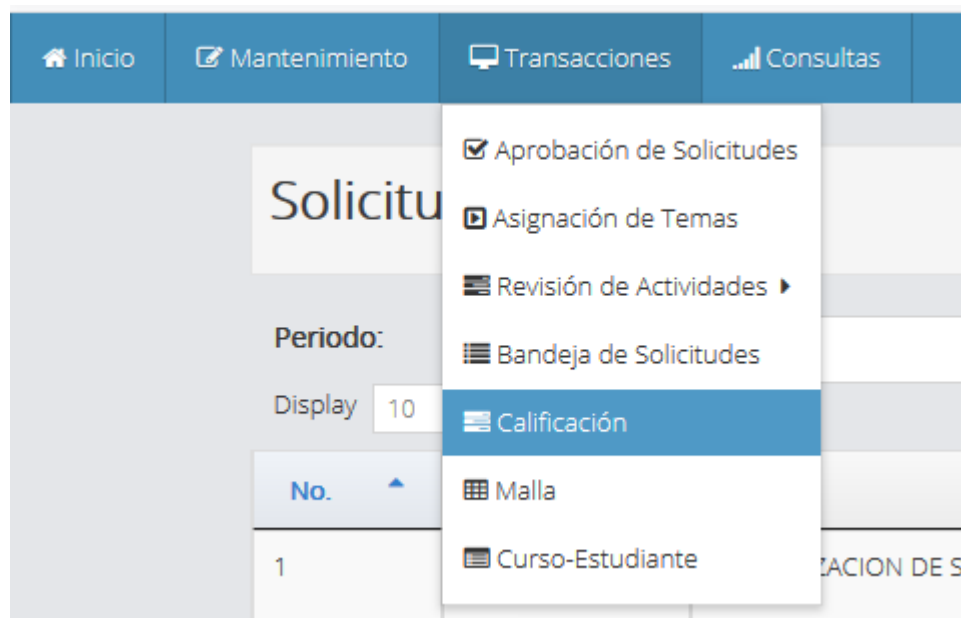 Inicio Mantenimiento Transacciones Consultas
Aprobación de Solicitudes
Solicitu
Asignación de Temas
Revisión de Actividades
Periodo:
Bandeja de Solicitudes
Display 10
Calificación
No.
Malla
1
Curso-Estudiante
ZACION DE S